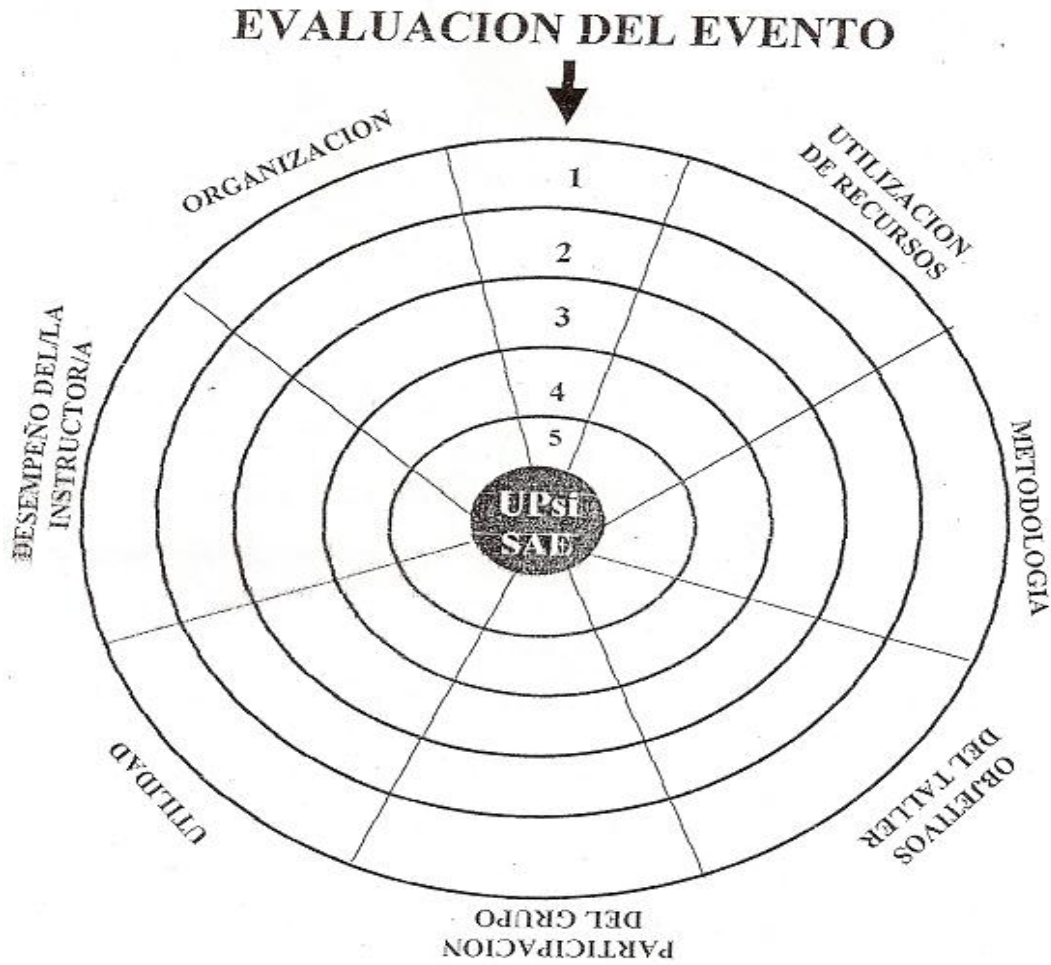 EVALUACION DEL EVENTO
ORGANIZACION
UTILIZACION
DE RECURSOS
1
2
3
4
5
UPsi
SAE
DESEMPEÑO DEL/LA
INSTRUCTOR/A
METODOLOGIA
UTILIDAD
OBJETIVOS
DEL TALLER
PARTICIPACION
DEL GRUPO